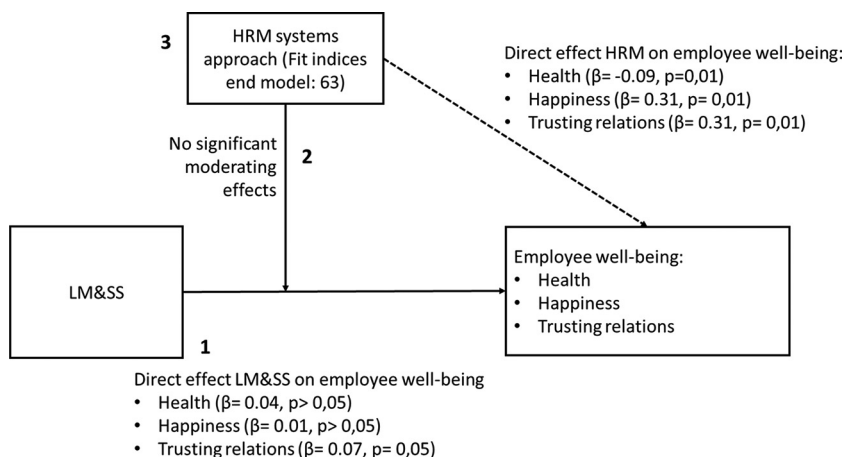 3
HRM systems
approach (Fit indices
end model: 63)
Direct effect HRM on employee well-being:
• Health (β= -0.09, p=0,01)
• Happiness (β= 0.31, p= 0,01)
• Trusting relations (β= 0.31, p= 0,01)
No significant
moderating
effects
2
LM&SS
Employee well-being:
• Health
• Happiness
• Trusting relations
1
Direct effect LM&SS on employee well-being
• Health (β= 0.04, p> 0,05)
• Happiness (β= 0.01, p> 0,05)
• Trusting relations (β= 0.07, p= 0,05)